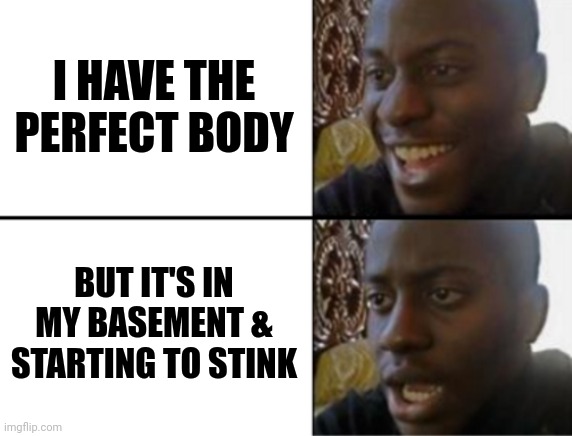 I HAVE THE
PERFECT BODY
BUT IT'S IN
MY BASEMENT &
STARTING TO STINK
imgflip.com